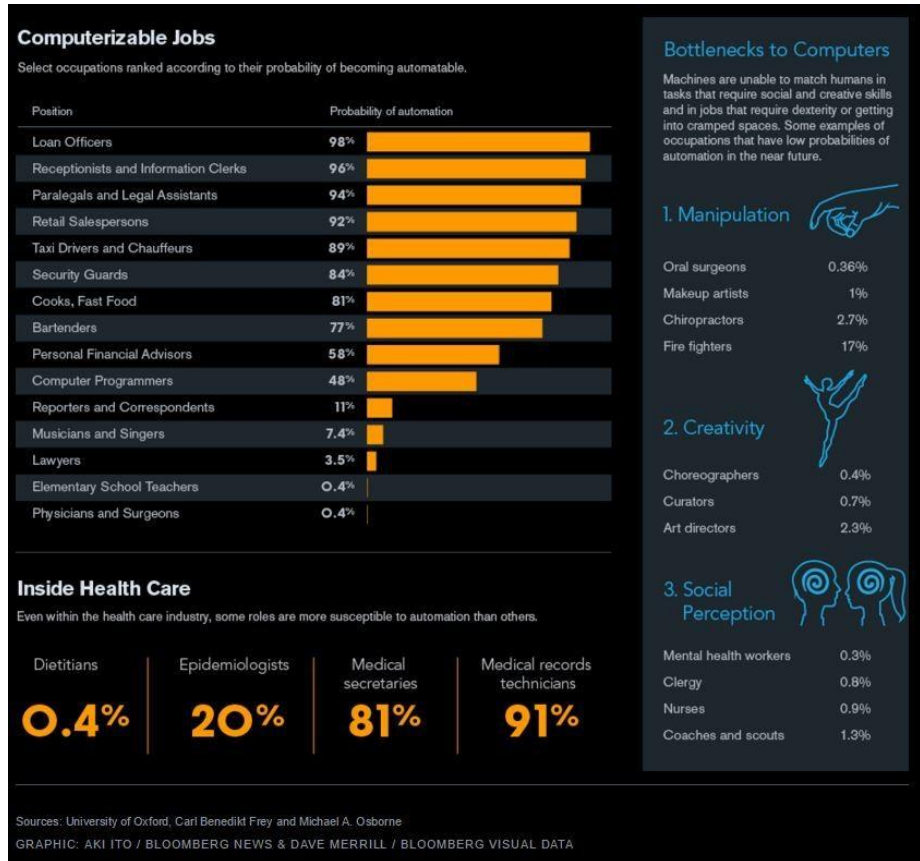 Computerizable Jobs
Select occupations ranked according to their probability of becoming automatable.
Position Probability of automation
Loan Officers 98%
Receptionists and Information Clerks 96%
Paralegals and Legal Assistants 94%
Retail Salespersons 92%
Taxi Drivers and Chauffeurs 89%
Security Guards 84%
Cooks, Fast Food 81%
Bartenders 77%
Personal Financial Advisors 58%
Computer Programmers 48%
Reporters and Correspondents 11%
Musicians and Singers 7.4%
Lawyers 3.5%
Elementary School Teachers 0.4%
Physicians and Surgeons 0.4%
Inside Health Care
Even within the health care industry, some roles are more susceptible to automation than others.
Dietitians
0.4%
Epidemiologists
20%
Medical
secretaries
81%
Medical records
technicians
91%
Bottlenecks to Computers
Machines are unable to match humans in
tasks that require social and creative skills
and in jobs that require dexterity or getting
into cramped spaces. Some examples of
occupations that have low probabilities of
automation in the near future.
1. Manipulation
Oral surgeons 0.36%
Makeup artists 1%
Chiropractors 2.7%
Fire fighters 17%
2. Creativity
Choreographers 0.4%
Curators 0.7%
Art directors 2.3%
3. Social
Perception
Mental health workers 0.3%
Clergy 0.8%
Nurses 0.9%
Coaches and scouts 1.3%
Sources: University of Oxford, Carl Benedikt Frey and Michael A. Osborne
GRAPHIC: AKI ITO / BLOOMBERG NEWS & DAVE MERRILL / BLOOMBERG VISUAL DATA